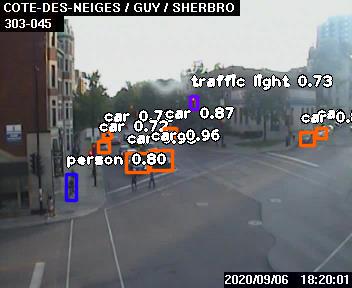 COTE-DES-NEIGES / GUY / SHERBRO
303-045
traffic light 0.73
car 0.87
car 0.7
car 0.72
car 0.96
person 0.80
2020/09/06 18:20:01